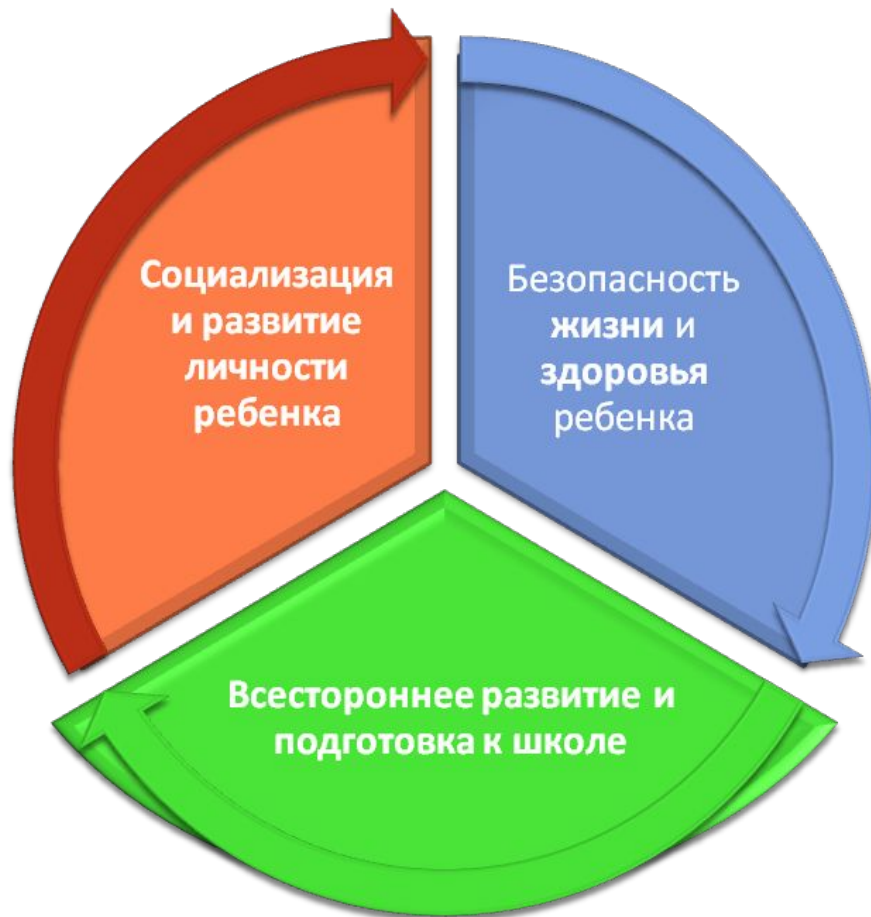 Социализация
и развитие
личности
ребенка
Безопасность
жизни и
здоровья
ребенка
Всестороннее развитие и
подготовка к школе